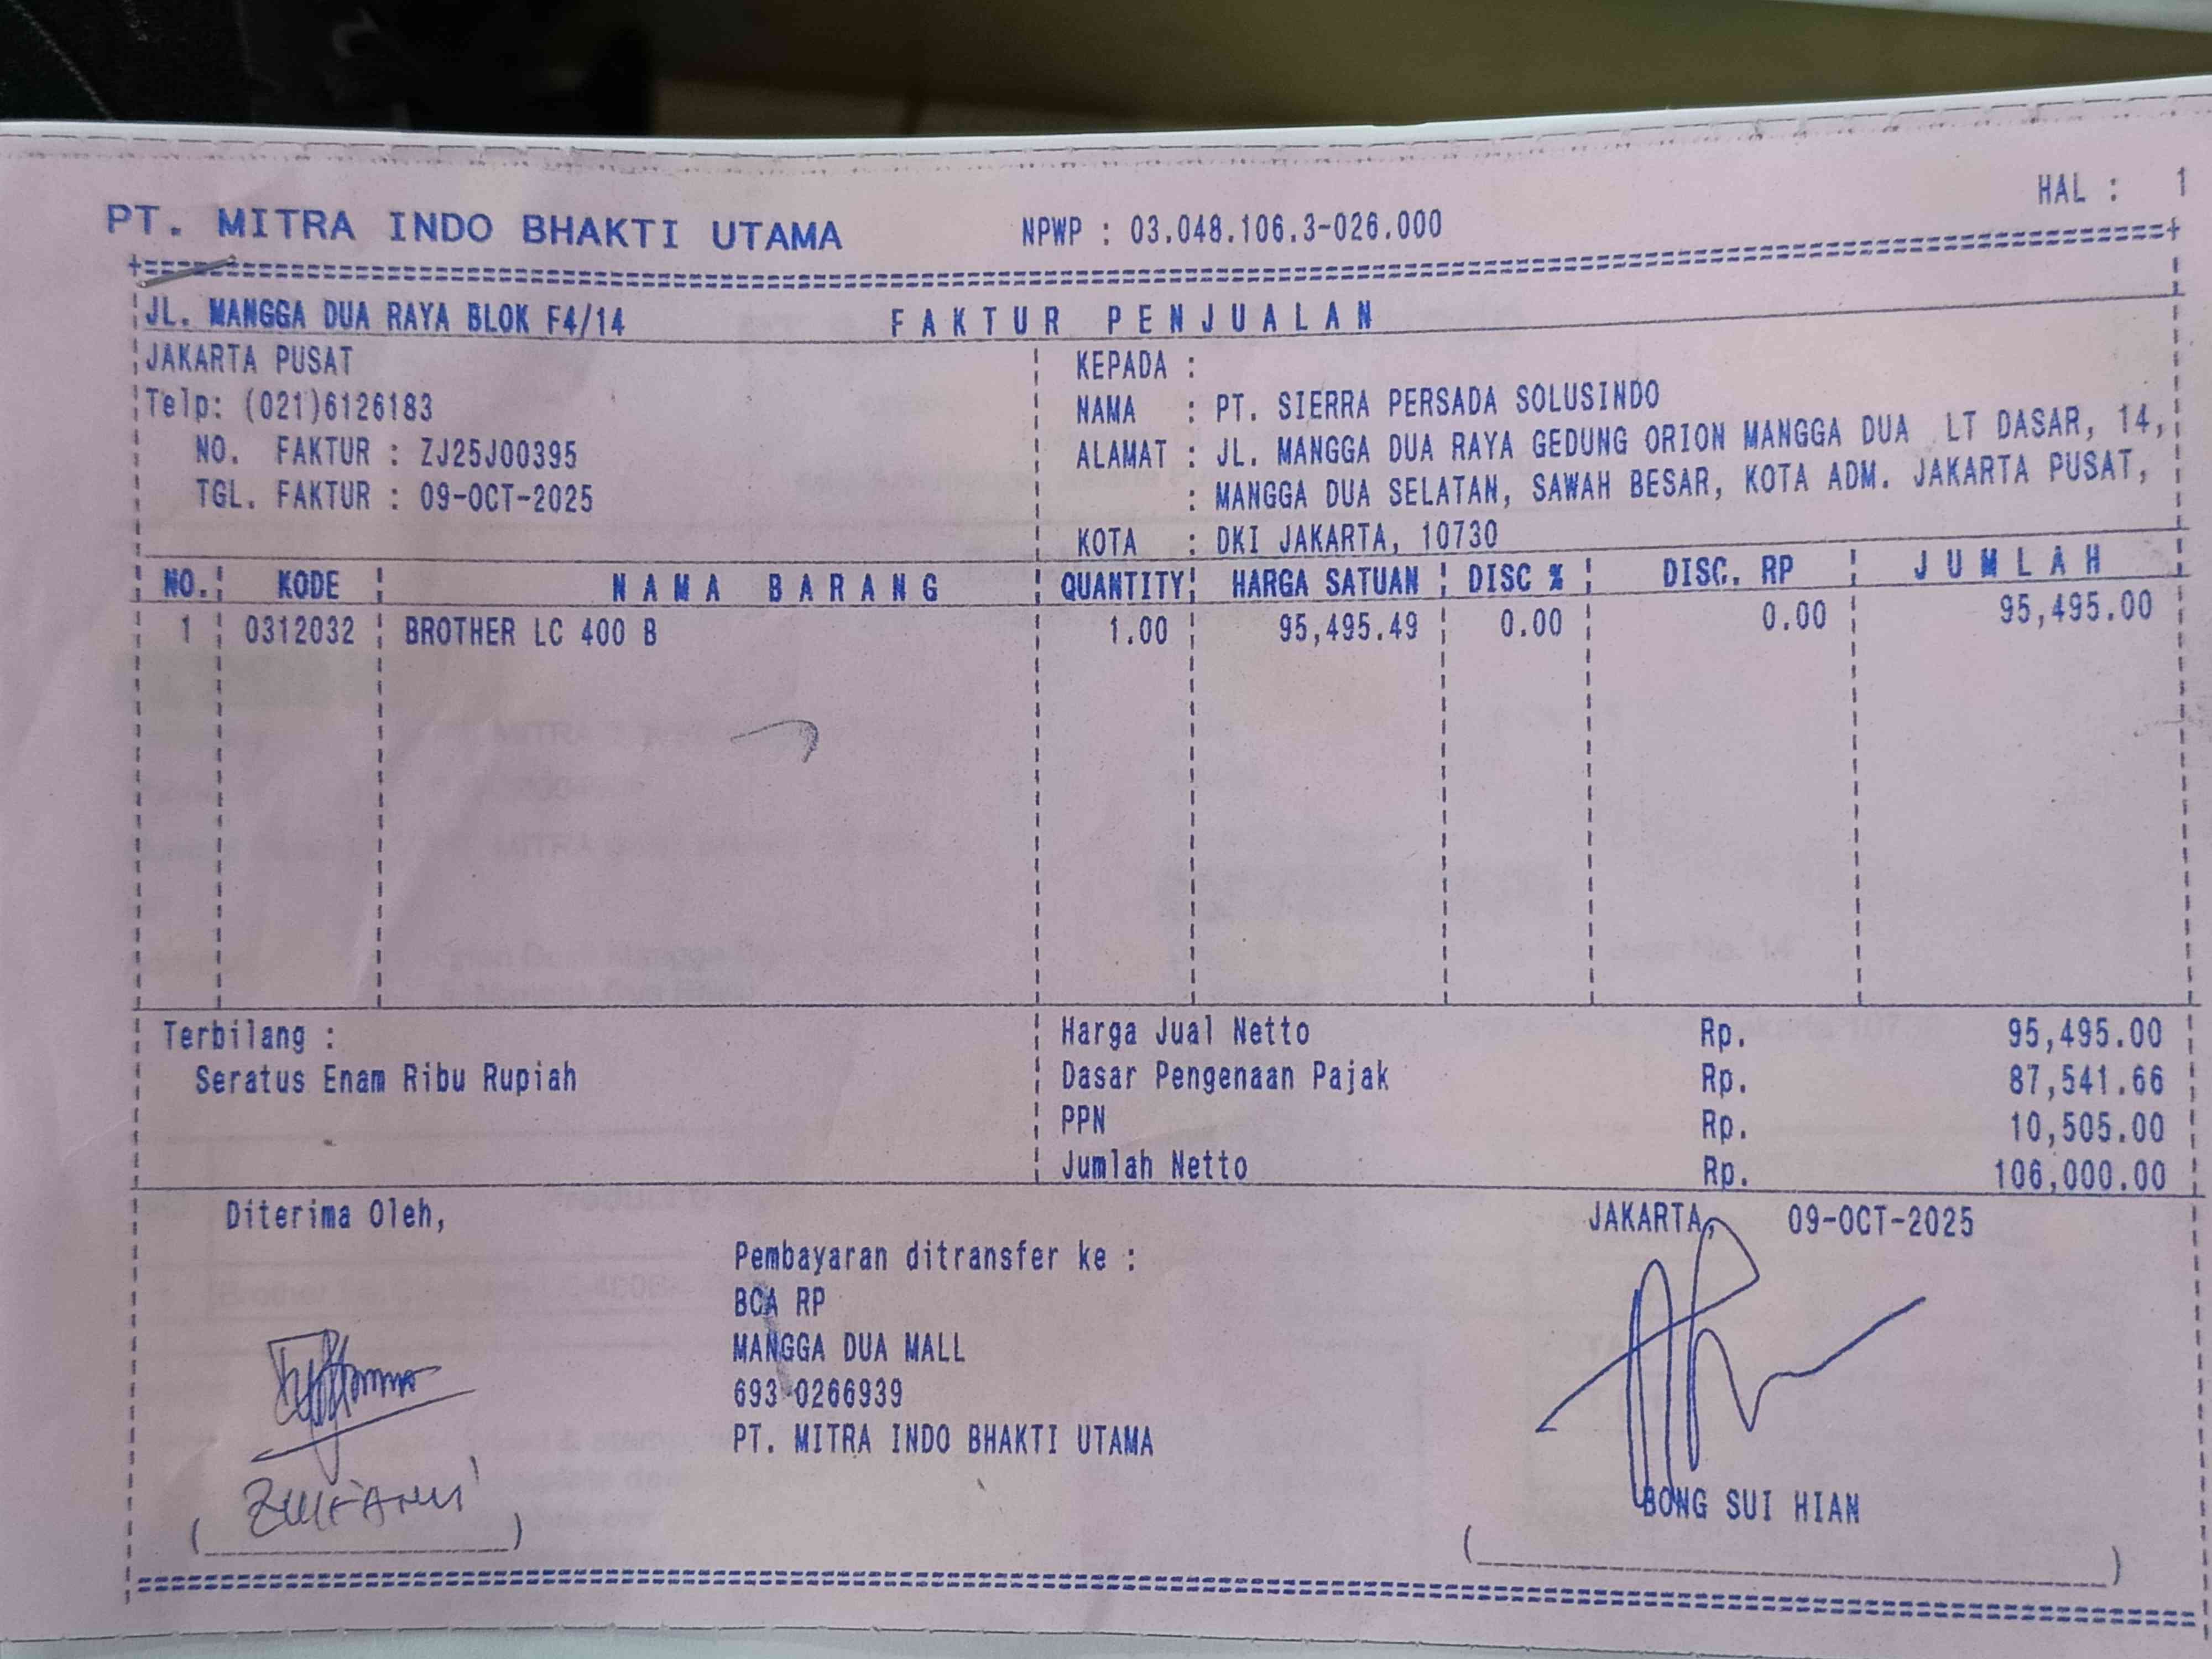 HAL : 1
PT. MITRA INDO BHAKTI UTAMA NPWP : 03.048.106.3-026.000
JL. MANGGA DUA RAYA BLOK F4/14 FAKTUR PENJUALAN
JAKARTA PUSAT
Telp: (021)6126183
NO. FAKTUR : ZJ25J00395
TGL. FAKTUR : 09-OCT-2025
KEPADA :
NAMA : PT. SIERRA PERSADA SOLUSINDO
ALAMAT : JL. MANGGA DUA RAYA GEDUNG ORION MANGGA DUA LT DASAR, 14,
: MANGGA DUA SELATAN, SAWAH BESAR, KOTA ADM. JAKARTA PUSAT,
KOTA : DKI JAKARTA, 10730
NO. KODE NAMA BARANG QUANTITY HARGA SATUAN DISC % DISC. RP JUMLAH
1 0312032 BROTHER LC 400 B 1.00 95,495.49 0.00 0.00 95,495.00
Terbilang :
Seratus Enam Ribu Rupiah
Harga Jual Netto Rp. 95,495.00
Dasar Pengenaan Pajak Rp. 87,541.66
PPN Rp. 10,505.00
Jumlah Netto Rp. 106,000.00
Diterima Oleh,
Pembayaran ditransfer ke :
BCA RP
MANGGA DUA MALL
693 0266939
PT. MITRA INDO BHAKTI UTAMA
JAKARTA, 09-OCT-2025
BONG SUI HIAN